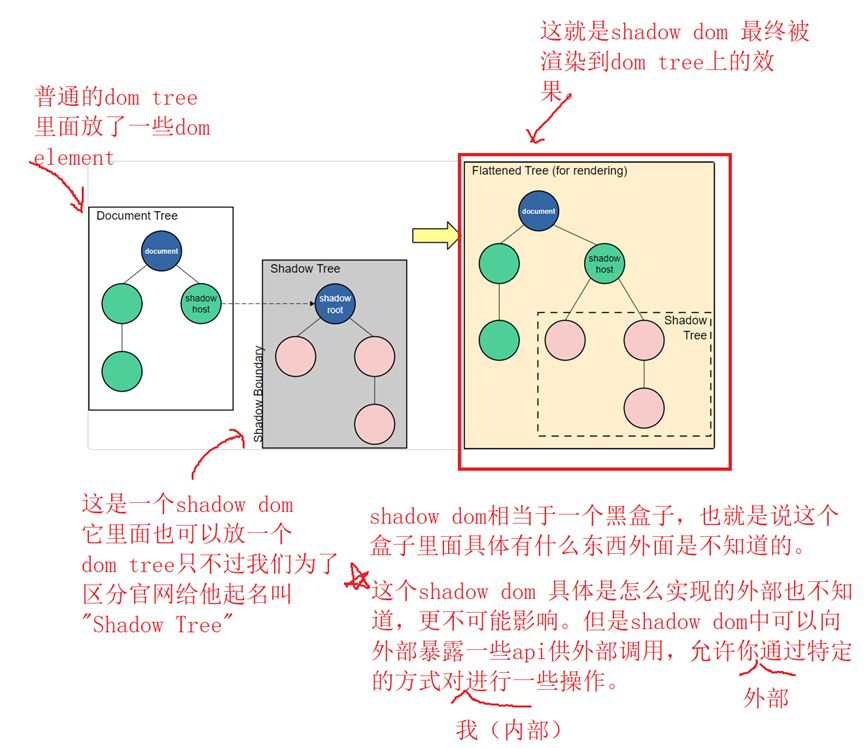 这就是shadow dom 最终被
渲染到dom tree上的效
果。
普通的dom tree
里面放了一些dom
element
Document Tree
document
shadow
host
Shadow Tree
shadow
root
Shadow Boundary
Flattened Tree (for rendering)
document
shadow
host
Shadow
Tree
这是一个shadow dom
它里面也可以放一个
dom tree只不过我们为了
区分官网给他起名叫
"Shadow Tree"
shadow dom相当于一个黑盒子，也就是说这个
盒子里面具体有什么东西外面是不知道的。
这个shadow dom 具体是怎么实现的外部也不知
道，更不可能影响。但是shadow dom中可以向
外部暴露一些api供外部调用，允许你通过特定
的方式对进行一些操作。
外部
我（内部）